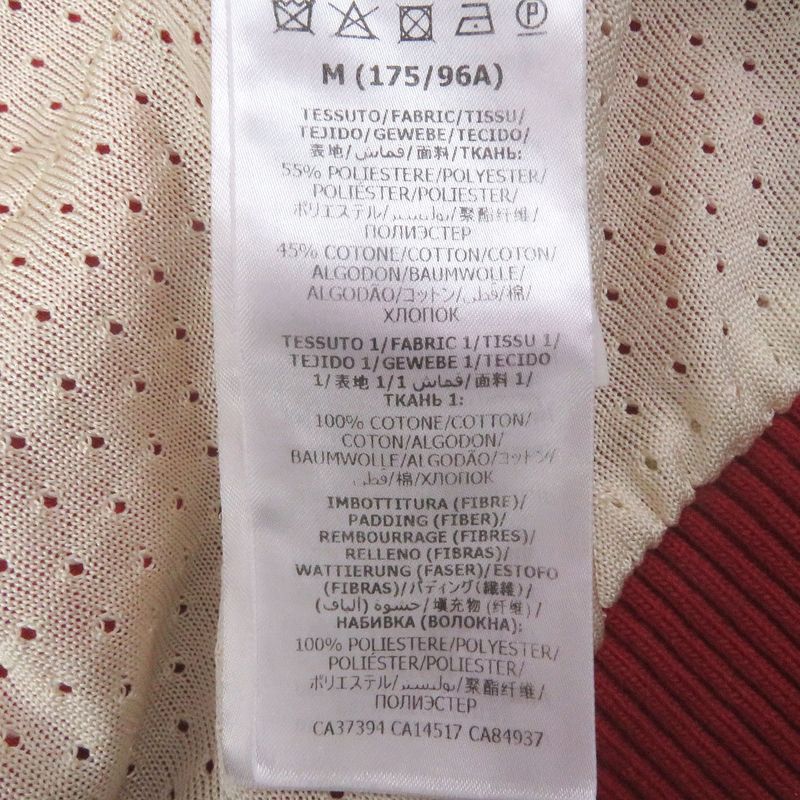 M (175/96A)
TESSUTO/FABRIC/TISSU/
TEJIDO/GEWEBE/TECIDO/
表地/قماش/面料/ТКАНЬ:
55% POLIESTERE/POLYESTER/
POLIESTER/POLIESTER/
ポリエステル/بوليستير/聚酯纤维/
ПОЛИЭСТЕР
45% COTONE/COTTON/COTON/
ALGODON/BAUMWOLLE/
ALGODÃO/コットン/قطن/棉/
ХЛОПОК
TESSUTO 1/FABRIC 1/TISSU 1/
TEJIDO 1/GEWEBE 1/TECIDO
1/表地 1/قماش 1/面料 1/
ТКАНЬ 1:
100% COTONE/COTTON/
COTON/ALGODON/
BAUMWOLLE/ALGODÃO/コットン/
قطن/棉/ХЛОПОК
IMBOTTITURA (FIBRE)/
PADDING (FIBER)/
REMBOURRAGE (FIBRES)/
RELLENO (FIBRAS)/
WATTIERUNG (FASER)/ESTOFO
(FIBRAS)/パディング(繊維)/
حشوة (ألياف)/填充物 (纤维)/
НАБИВКА (ВОЛОКНА):
100% POLIESTERE/POLYESTER/
POLIÉSTER/POLIESTER/
ポリエステル/بوليستير/聚酯纤维/
ПОЛИЭСТЕР
CA37394 CA14517 CA84937